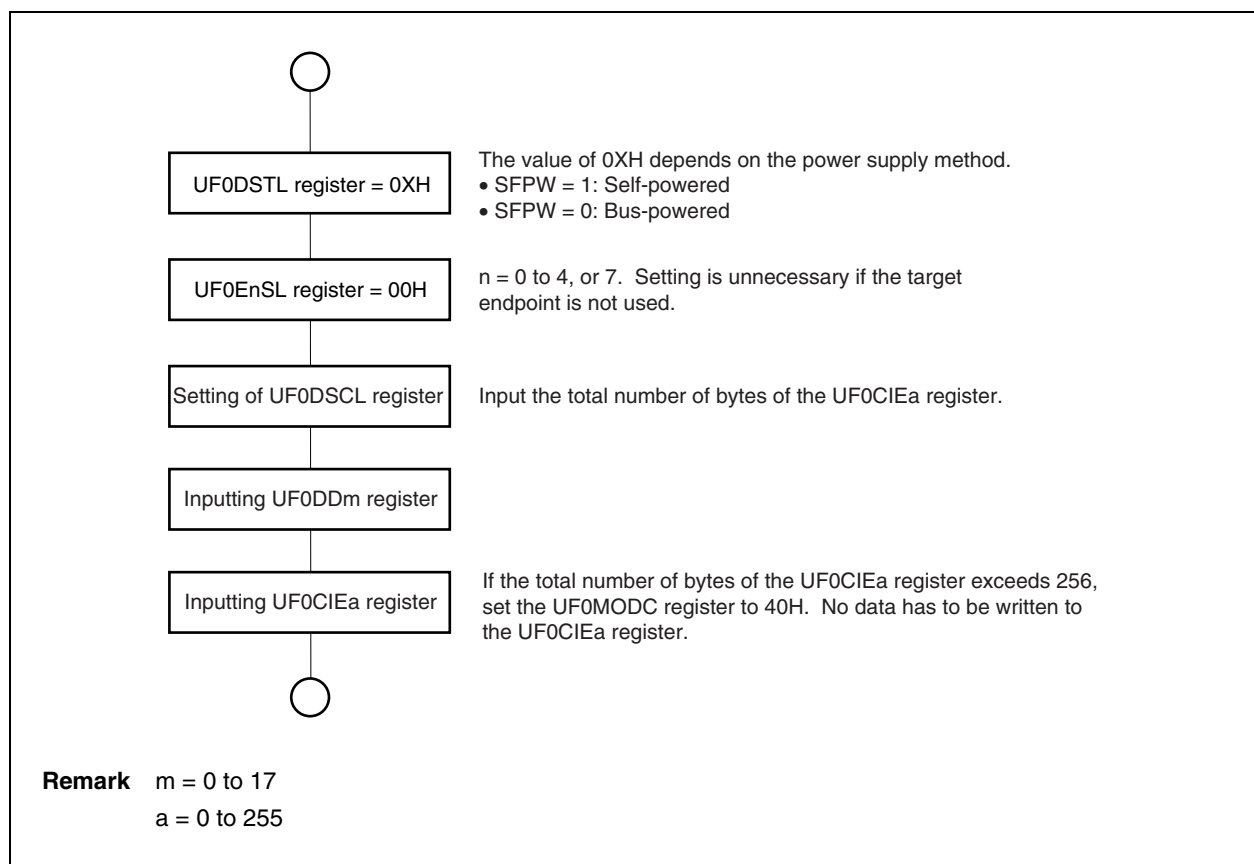 UF0DSTL register = 0XH
The value of 0XH depends on the power supply method.
• SFPW = 1: Self-powered
• SFPW = 0: Bus-powered
UF0EnSL register = 00H
n = 0 to 4, or 7. Setting is unnecessary if the target
endpoint is not used.
Setting of UF0DSCL register
Input the total number of bytes of the UF0CIEa register.
Inputting UF0DDm register
Inputting UF0CIEa register
If the total number of bytes of the UF0CIEa register exceeds 256,
set the UF0MODC register to 40H. No data has to be written to
the UF0CIEa register.
Remark m = 0 to 17
a = 0 to 255